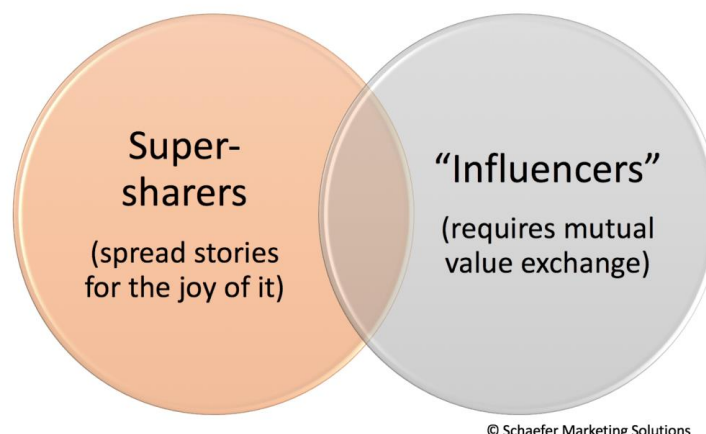 Super-
sharers
(spread stories
for the joy of it)
“Influencers”
(requires mutual
value exchange)
© Schaefer Marketing Solutions